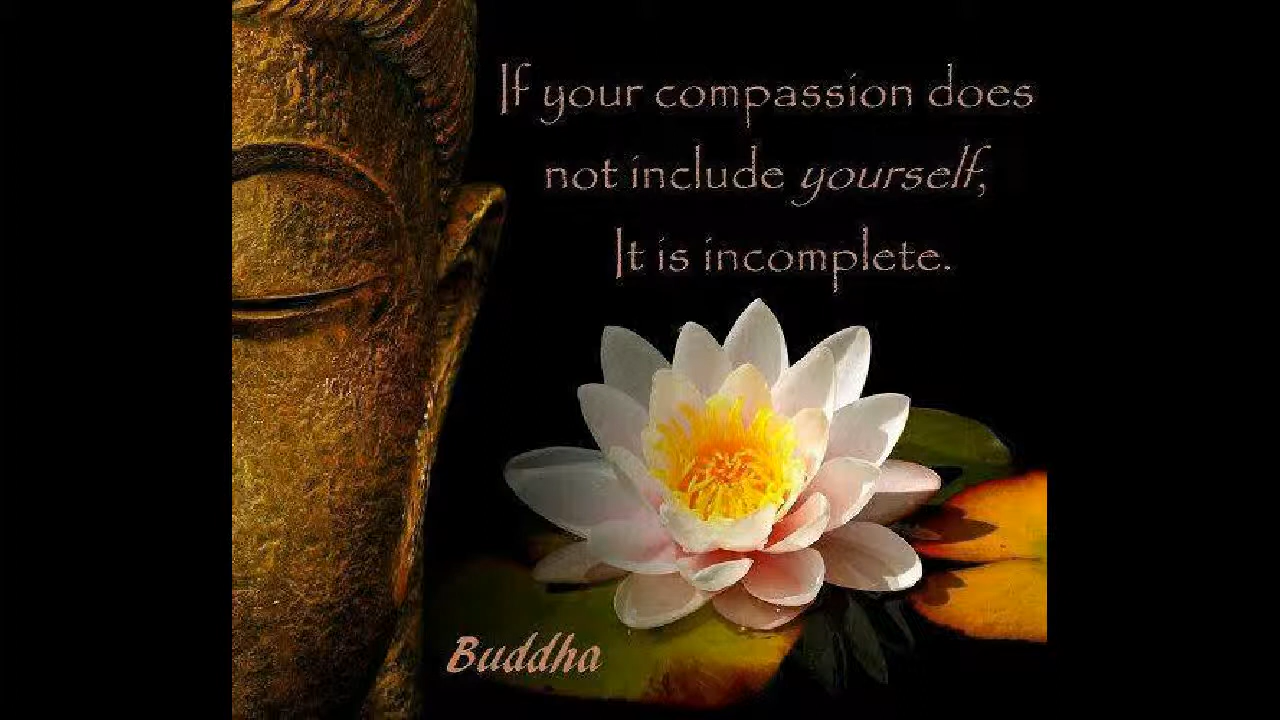 If your compassion does
not include yourself,
It is incomplete.
Buddha